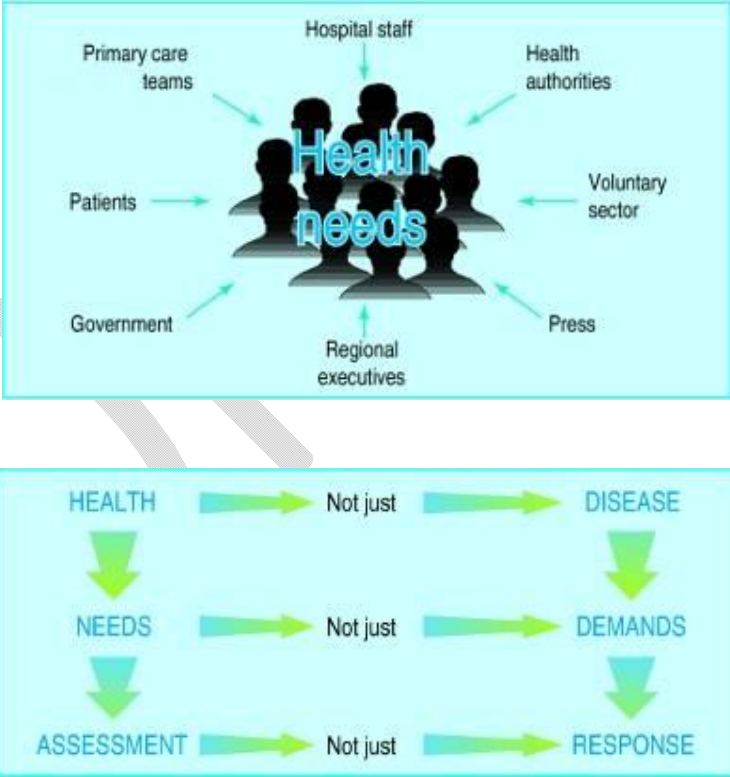 Hospital staff
Primary care
teams
Health
authorities
Health
needs
Patients
Voluntary
sector
Government
Press
Regional
executives
HEALTH Not just DISEASE
NEEDS Not just DEMANDS
ASSESSMENT Not just RESPONSE